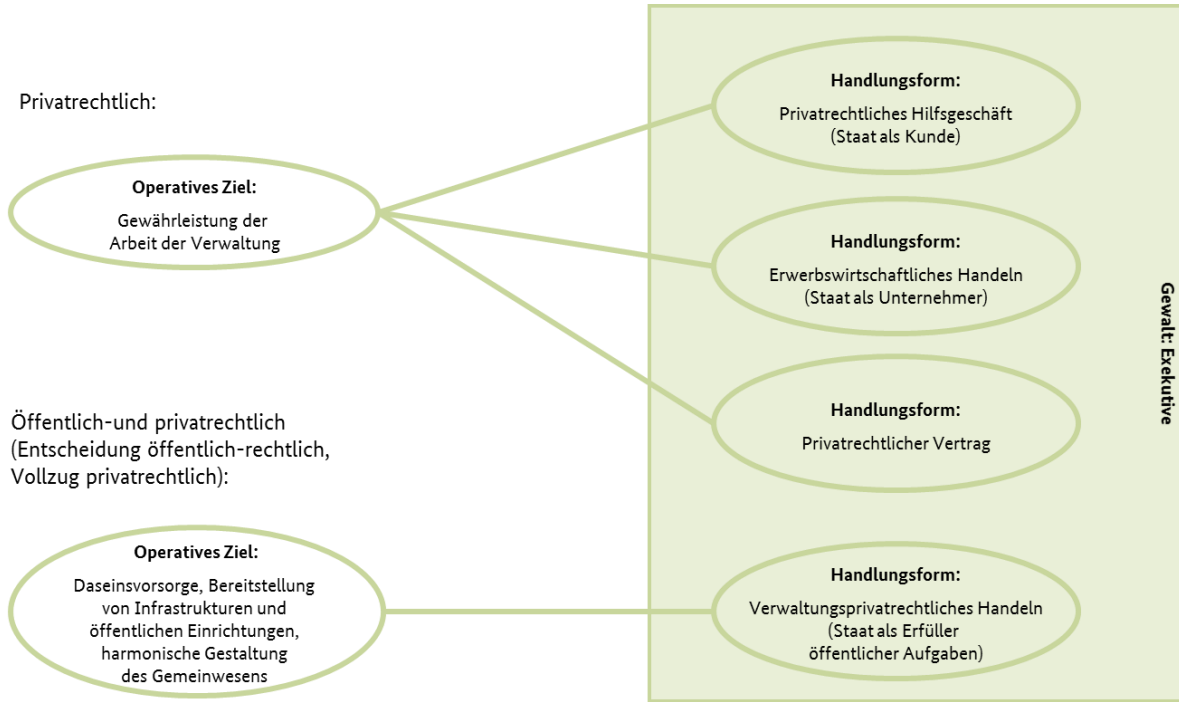 Privatrechtlich:
Operatives Ziel:
Gewährleistung der
Arbeit der Verwaltung
Handlungsform:
Privatrechtliches Hilfsgeschäft
(Staat als Kunde)
Handlungsform:
Erwerbswirtschaftliches Handeln
(Staat als Unternehmer)
Handlungsform:
Privatrechtlicher Vertrag
Öffentlich-und privatrechtlich
(Entscheidung öffentlich-rechtlich,
Vollzug privatrechtlich):
Operatives Ziel:
Daseinsvorsorge, Bereitstellung
von Infrastrukturen und
öffentlichen Einrichtungen,
harmonische Gestaltung
des Gemeinwesens
Handlungsform:
Verwaltungsprivatrechtliches Handeln
(Staat als Erfüller
öffentlicher Aufgaben)
Gewalt: Exekutive